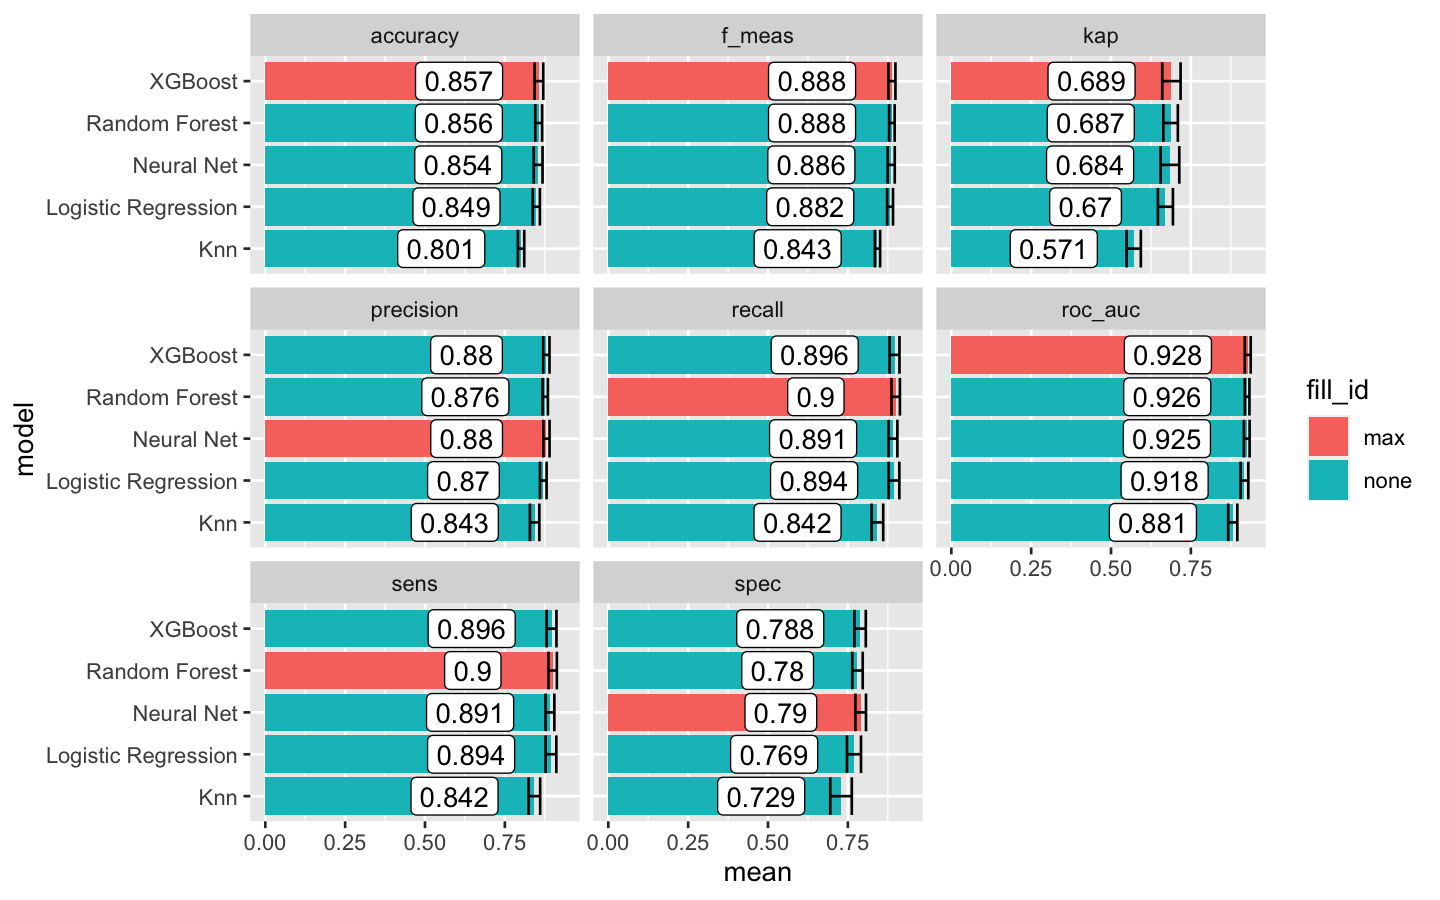 accuracy f_meas kap
XGBoost 0.857 0.888 0.689
Random Forest 0.856 0.888 0.687
Neural Net 0.854 0.886 0.684
Logistic Regression 0.849 0.882 0.67
Knn 0.801 0.843 0.571
precision recall roc_auc
XGBoost 0.88 0.896 0.928
Random Forest 0.876 0.9 0.926
Neural Net 0.88 0.891 0.925
Logistic Regression 0.87 0.894 0.918
Knn 0.843 0.842 0.881
0.00 0.25 0.50 0.75
sens spec
XGBoost 0.896 0.788
Random Forest 0.9 0.78
Neural Net 0.891 0.79
Logistic Regression 0.894 0.769
Knn 0.842 0.729
0.00 0.25 0.50 0.75 0.00 0.25 0.50 0.75
mean
model
fill_id
max
none